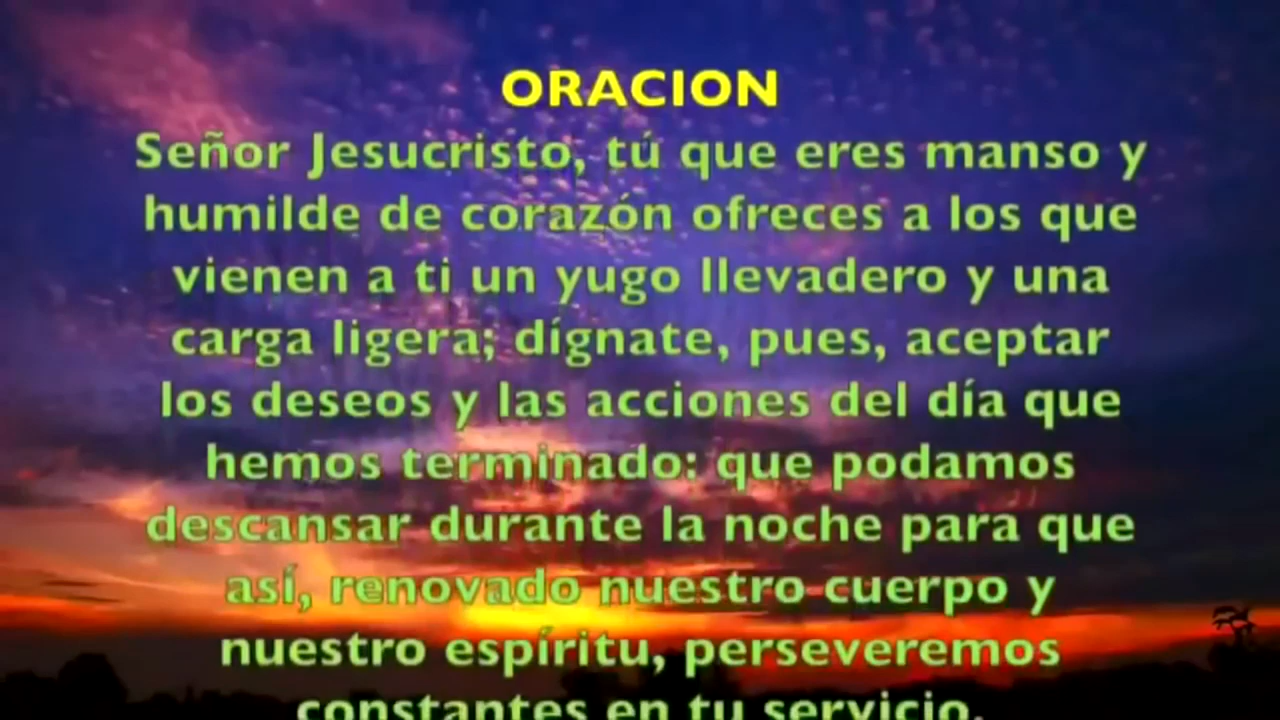 ORACION
Señor Jesucristo, tú que eres manso y
humilde de corazón ofreces a los que
vienen a ti un yugo llevadero y una
carga ligera; dígnate, pues, aceptar
los deseos y las acciones del día que
hemos terminado: que podamos
descansar durante la noche para que
así, renovado nuestro cuerpo y
nuestro espíritu, perseveremos
constantes en tu servicio.